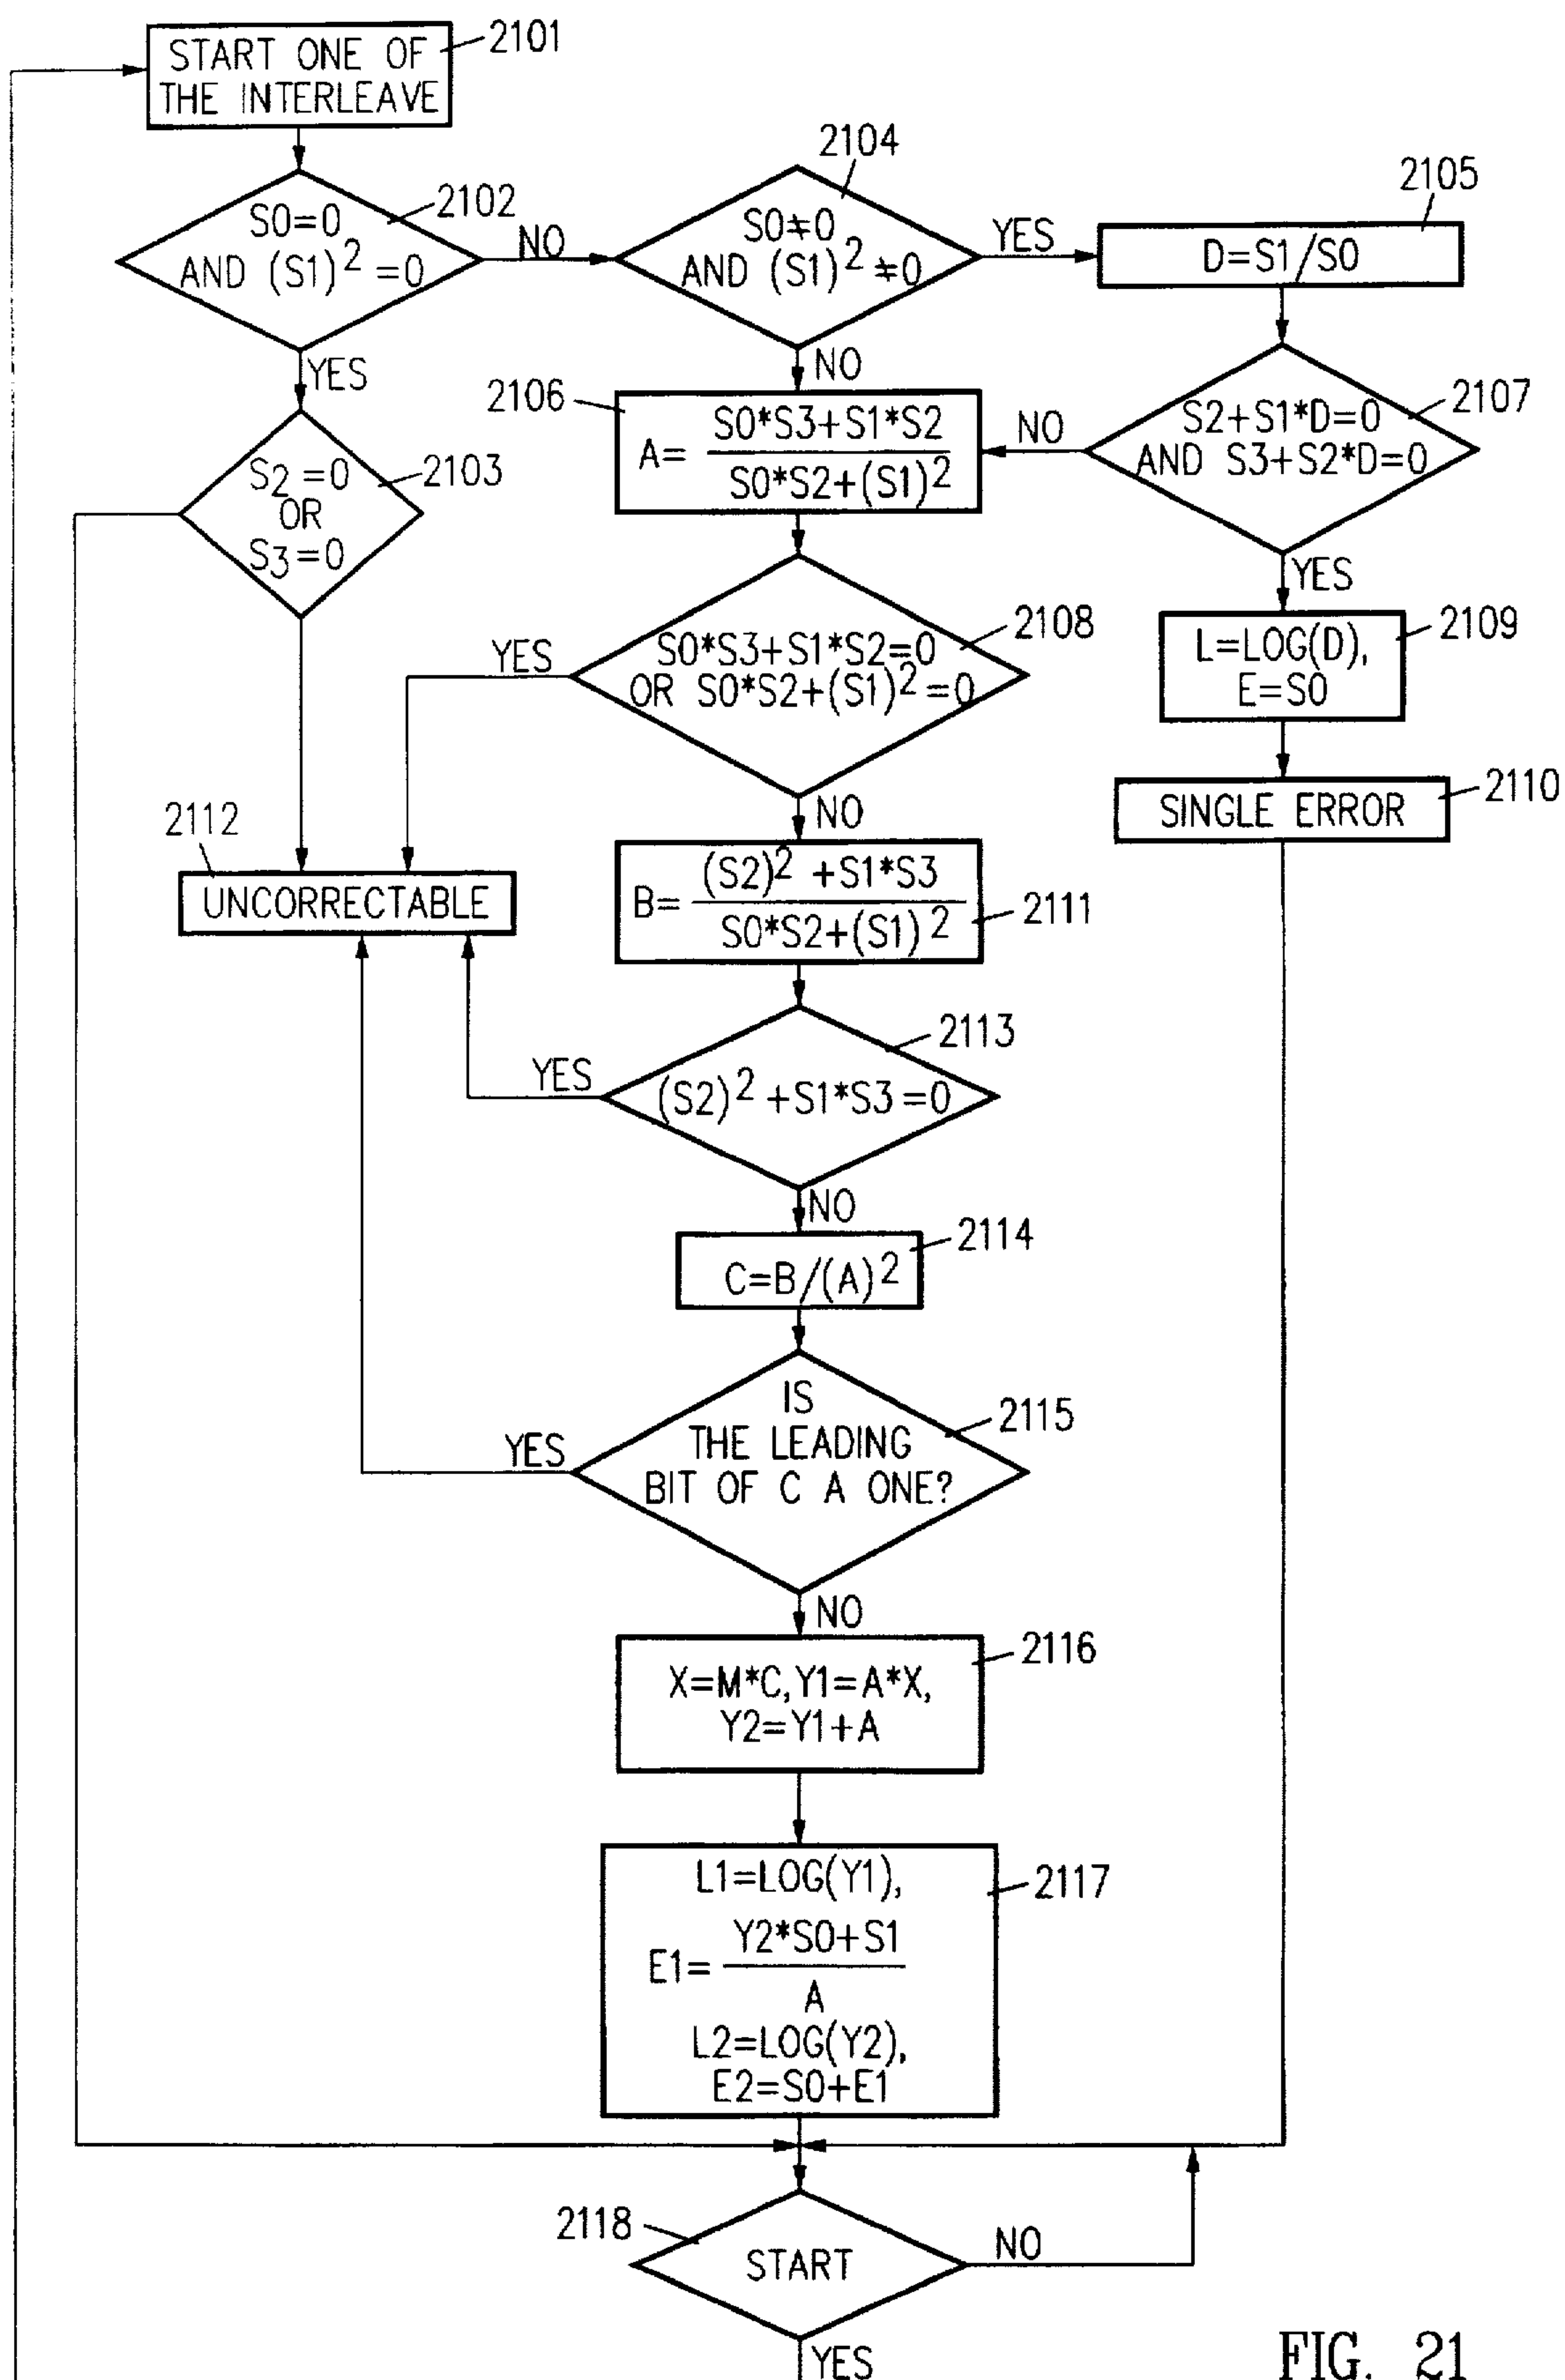 START ONE OF
THE INTERLEAVE
2101
S0=0
AND (S1)² =0
2102
NO
YES
2104
S0≠0
AND (S1)² ≠0
YES
NO
2105
D=S1/S0
S2 =0
OR
S3 =0
2103
2106
A= S0*S3+S1*S2
S0*S2+(S1)²
NO
S2+S1*D=0
AND S3+S2*D=0
2107
YES
2108
S0*S3+S1*S2=0
OR S0*S2+(S1)² =0
YES
NO
L=LOG(D),
E=S0
2109
SINGLE ERROR
2110
2112
UNCORRECTABLE
B= (S2)² +S1*S3
S0*S2+(S1)²
2111
2113
YES
(S2)² +S1*S3=0
NO
C=B/(A)²
2114
IS
THE LEADING
BIT OF C A ONE?
2115
YES
NO
X=M*C,Y1=A*X,
Y2=Y1+A
2116
L1=LOG(Y1),
E1= Y2*S0+S1
A
L2=LOG(Y2),
E2=S0+E1
2117
2118
START
NO
YES
FIG. 21